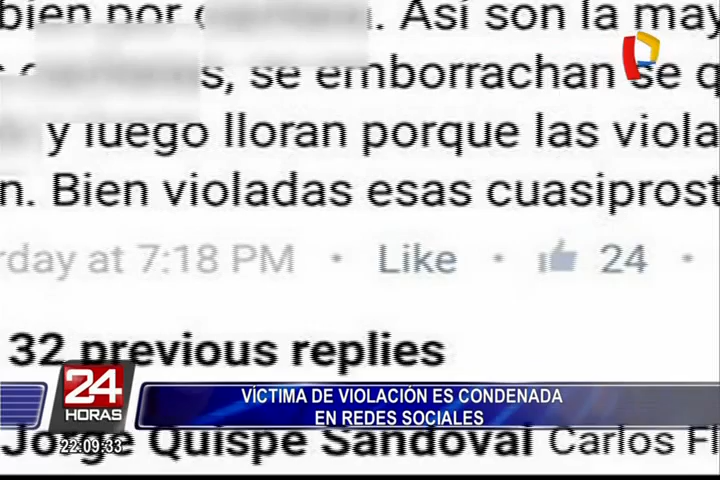 bien por . Así son la may
s, se emborrachan se q
y luego lloran porque las viola
n. Bien violadas esas cuasiprost
rday at 7:18 PM · Like · 24 ·
32 previous replies
24
HORAS
VÍCTIMA DE VIOLACIÓN ES CONDENADA
EN REDES SOCIALES
22:09:33
Jorge Quispe Sandoval Carlos Fl